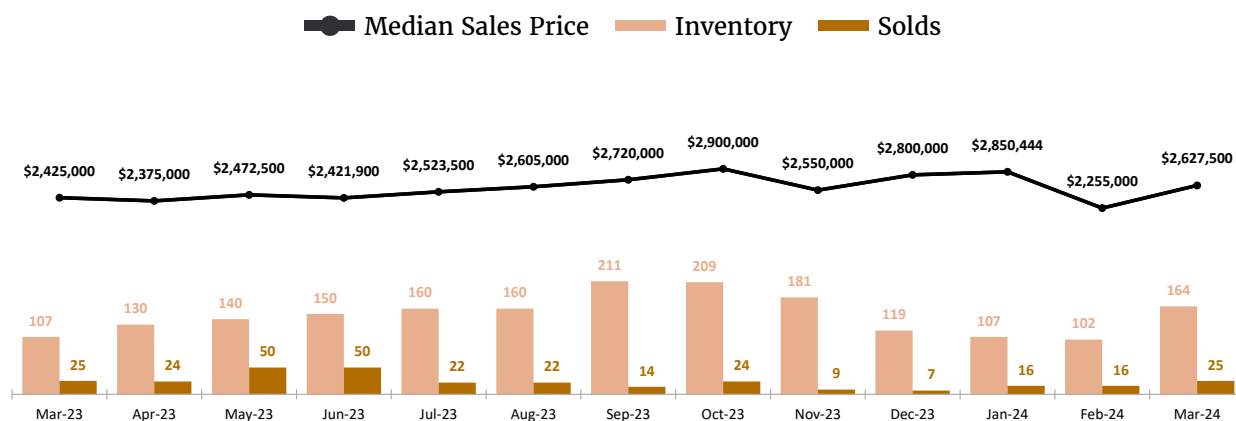 Median Sales Price Inventory Solds
$2,425,000 $2,375,000 $2,472,500 $2,421,900 $2,523,500 $2,605,000 $2,720,000 $2,900,000 $2,550,000 $2,800,000 $2,850,444 $2,255,000 $2,627,500
107 130 140 150 160 160 211 209 181 119 107 102 164
25 24 50 50 22 22 14 24 9 7 16 16 25
Mar-23 Apr-23 May-23 Jun-23 Jul-23 Aug-23 Sep-23 Oct-23 Nov-23 Dec-23 Jan-24 Feb-24 Mar-24